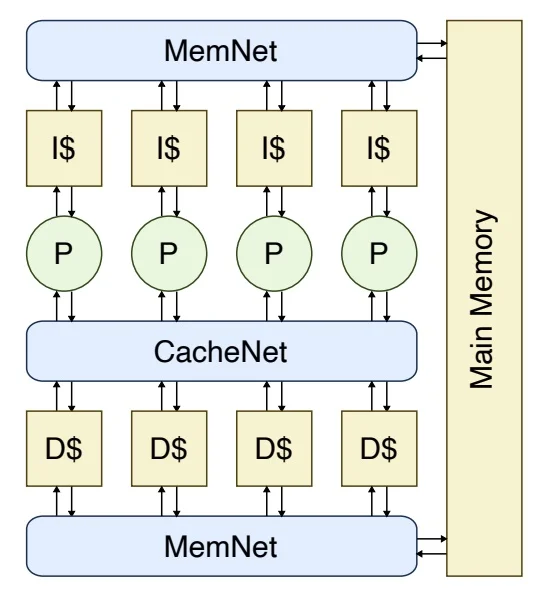 MemNet
I$ I$ I$ I$
P P P P
CacheNet
D$ D$ D$ D$
MemNet
Main Memory